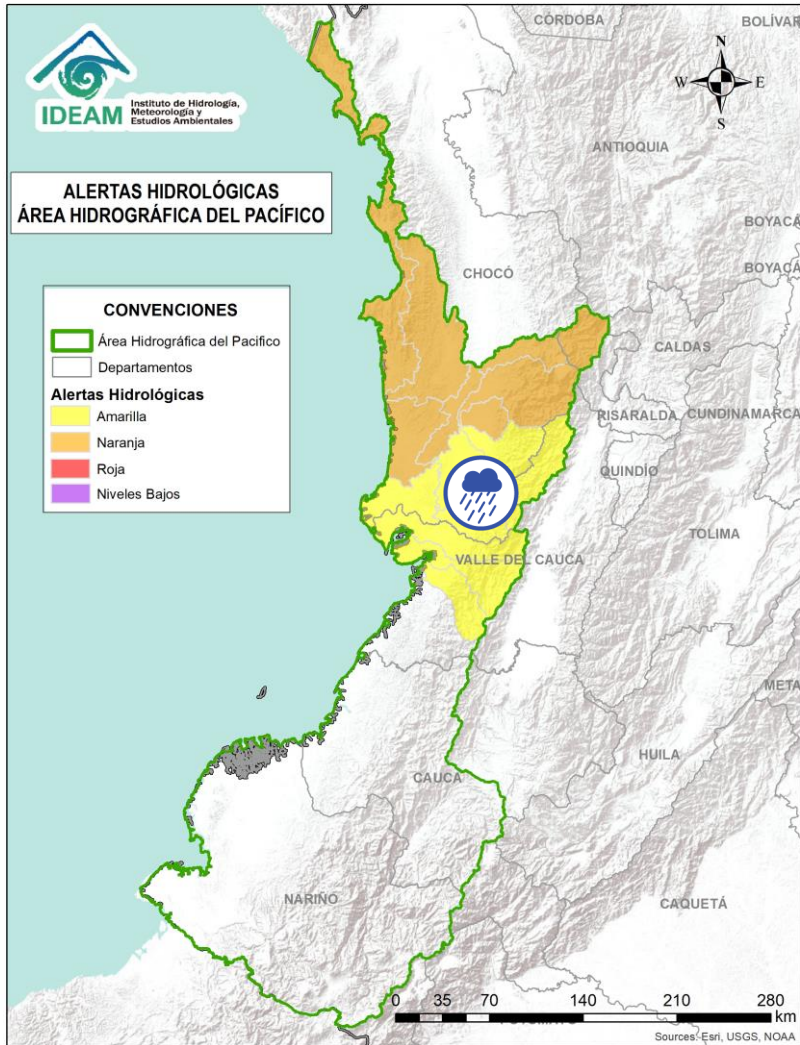 CÓRDOBA
BOLÍVAR
N
W
E
S
IDEAM
Instituto de Hidrología,
Meteorología y
Estudios Ambientales
ANTIOQUIA
ALERTAS HIDROLÓGICAS
ÁREA HIDROGRÁFICA DEL PACÍFICO
BOYACÁ
BOYACÁ
CHOCÓ
CONVENCIONES
Área Hidrográfica del Pacifico
Departamentos
Alertas Hidrológicas
Amarilla
Naranja
Roja
Niveles Bajos
CALDAS
RISARALDA
CUNDINAMARCA
QUINDÍO
TOLIMA
VALLE DEL CAUCA
META
HUILA
CAUCA
NARIÑO
CAQUETÁ
0 35 70 140 210 280
km
Sources: Esri, USGS, NOAA